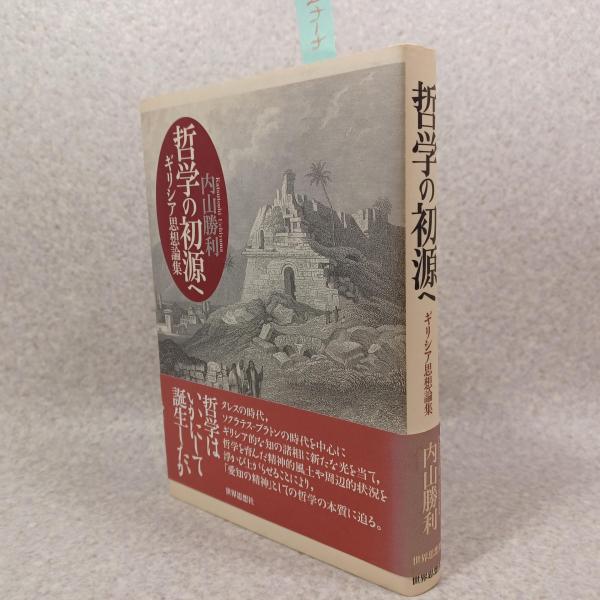 哲学の初源へ
ギリシア思想論集
内山勝利
Katsutoshi Uchiyama
哲学は
いかにして
誕生したか
タレスの時代，
ソクラテス-プラトンの時代を中心に
ギリシア的な知の諸相に新たな光を当て，
哲学を育んだ精神的風土や周辺的状況を
浮かび上がらせることにより，
「愛知の精神」としての哲学の本質に迫る。
世界思想社
哲学の初源へ
ギリシア思想論集
内山勝利
世界思想
世界思想